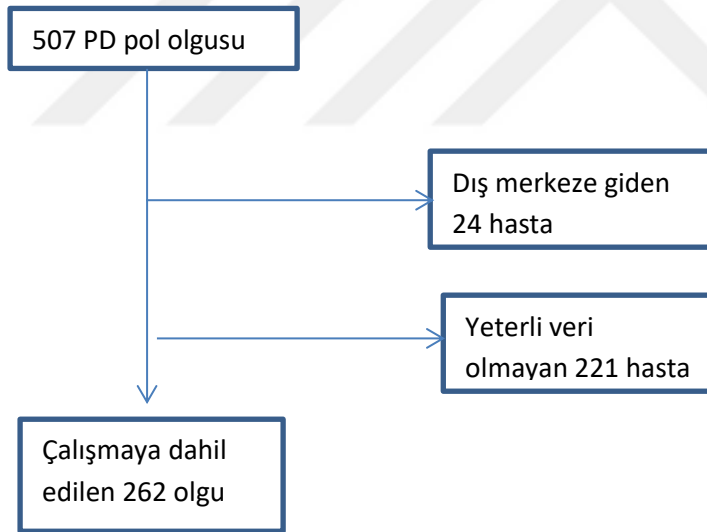 507 PD pol olgusu
Dış merkeze giden
24 hasta
Yeterli veri
olmayan 221 hasta
Çalışmaya dahil
edilen 262 olgu